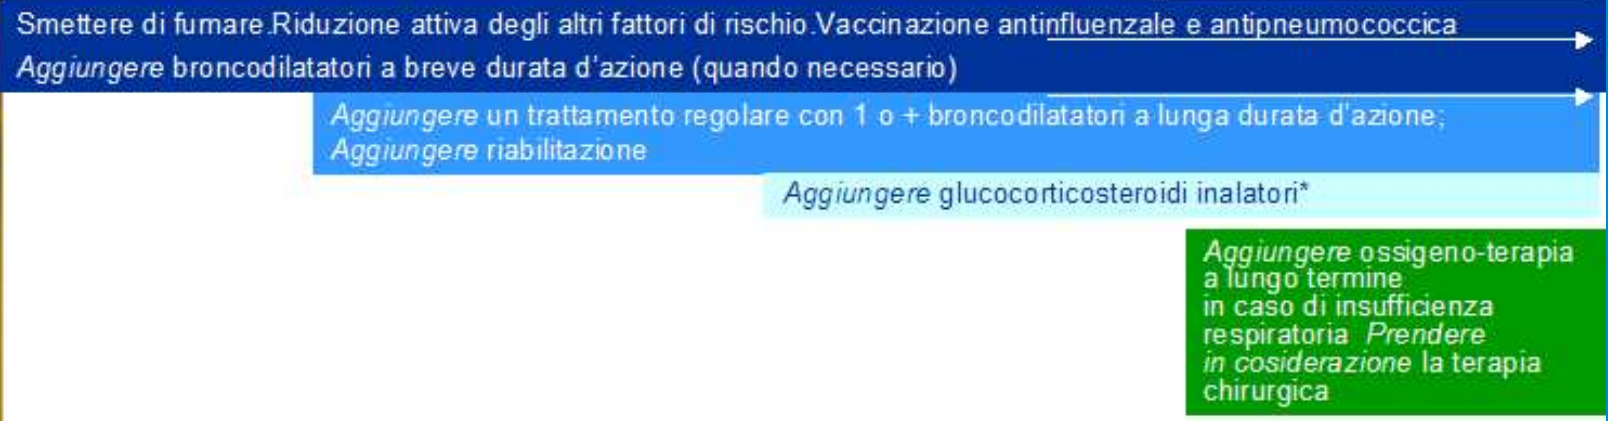 Smettere di fumare.Riduzione attiva degli altri fattori di rischio.Vaccinazione antinfluenzale e antipneumococcica
Aggiungere broncodilatatori a breve durata d'azione (quando necessario)
Aggiungere un trattamento regolare con 1 o + broncodilatatori a lunga durata d'azione;
Aggiungere riabilitazione
Aggiungere glucocorticosteroidi inalatori*
Aggiungere ossigeno-terapia
a lungo termine
in caso di insufficienza
respiratoria Prendere
in cosiderazione la terapia
chirurgica